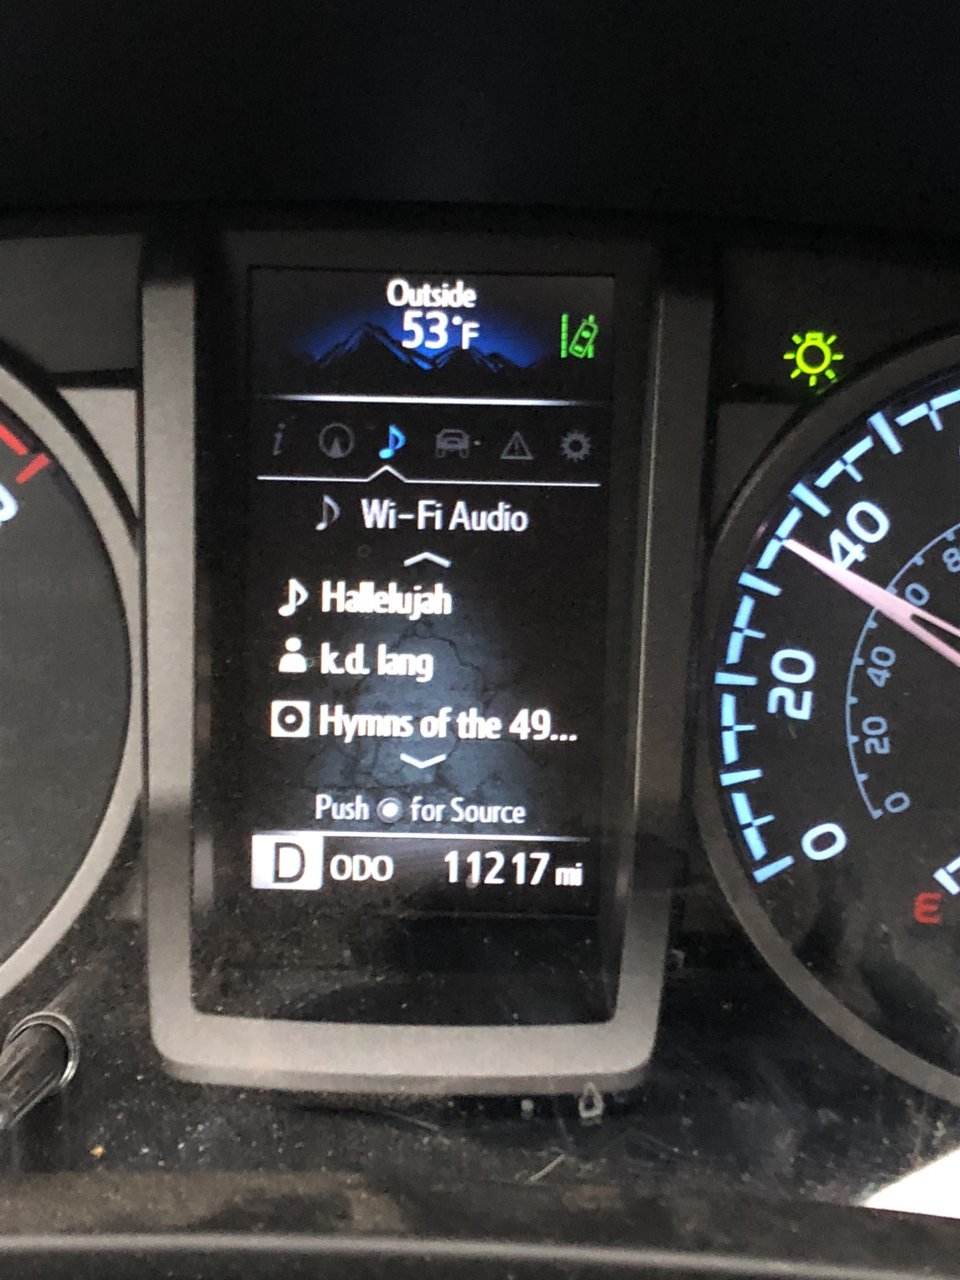 Outside
53°F
i
Wi-Fi Audio
Hallelujah
k.d. lang
Hymns of the 49...
Push for Source
D ODO 11217 mi
40
20
0
40
20
0
E